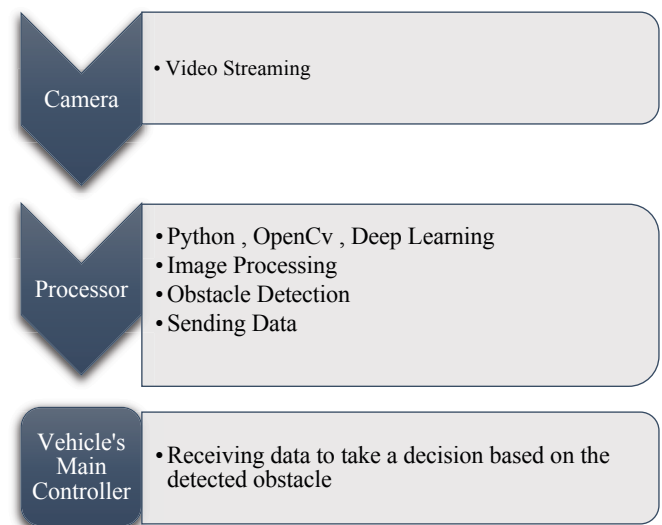 Camera
• Video Streaming
Processor
• Python , OpenCv , Deep Learning
• Image Processing
• Obstacle Detection
• Sending Data
Vehicle's
Main
Controller
• Receiving data to take a decision based on the
detected obstacle